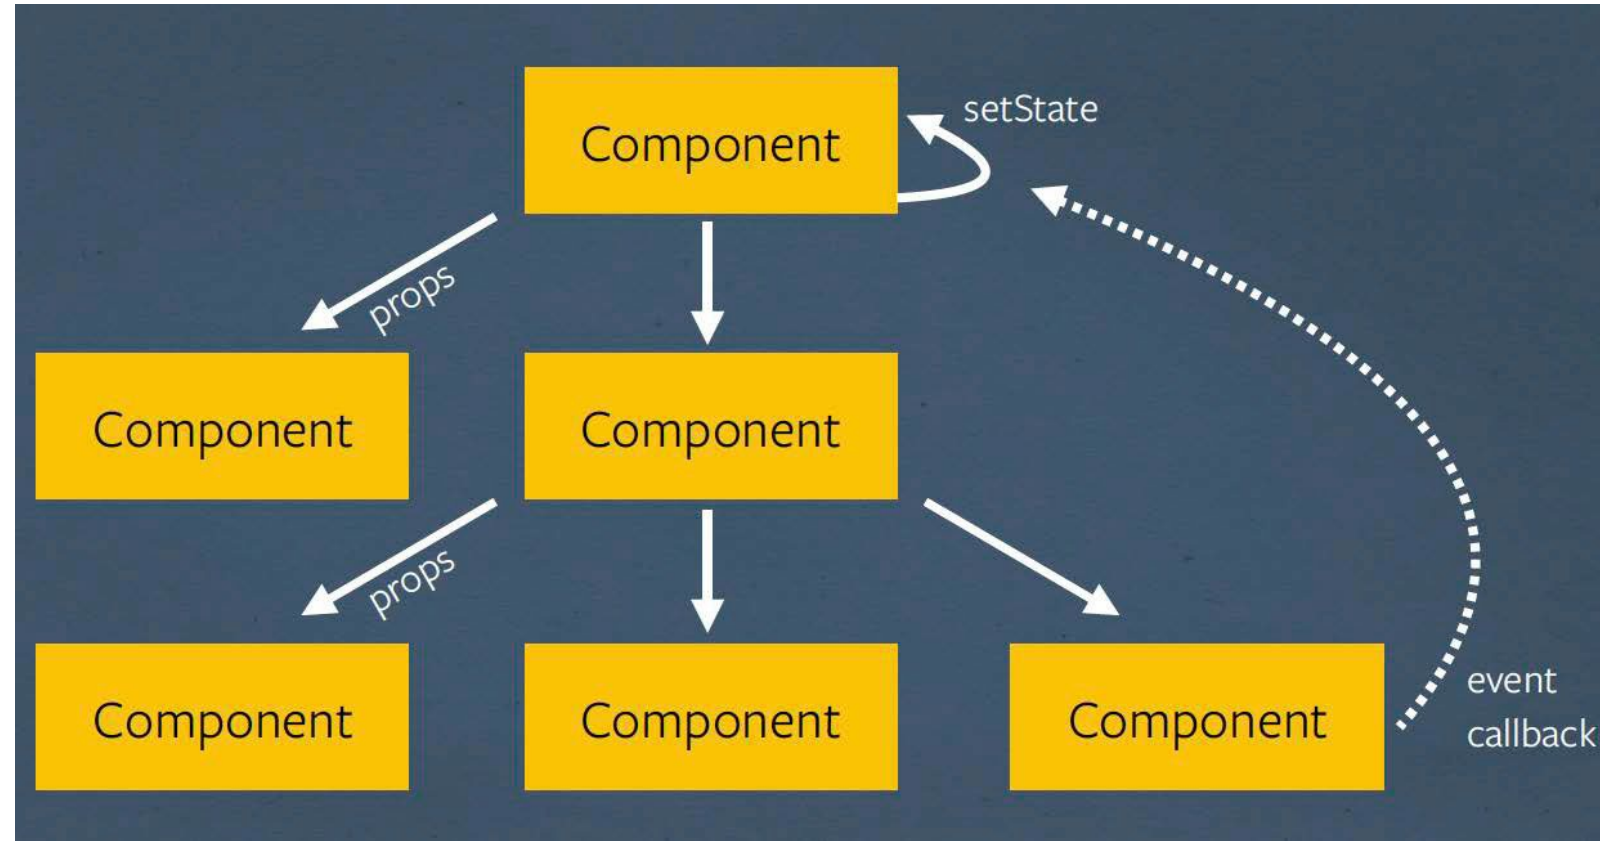 Component
setState
props
Component
Component
props
Component
Component
Component
event
callback